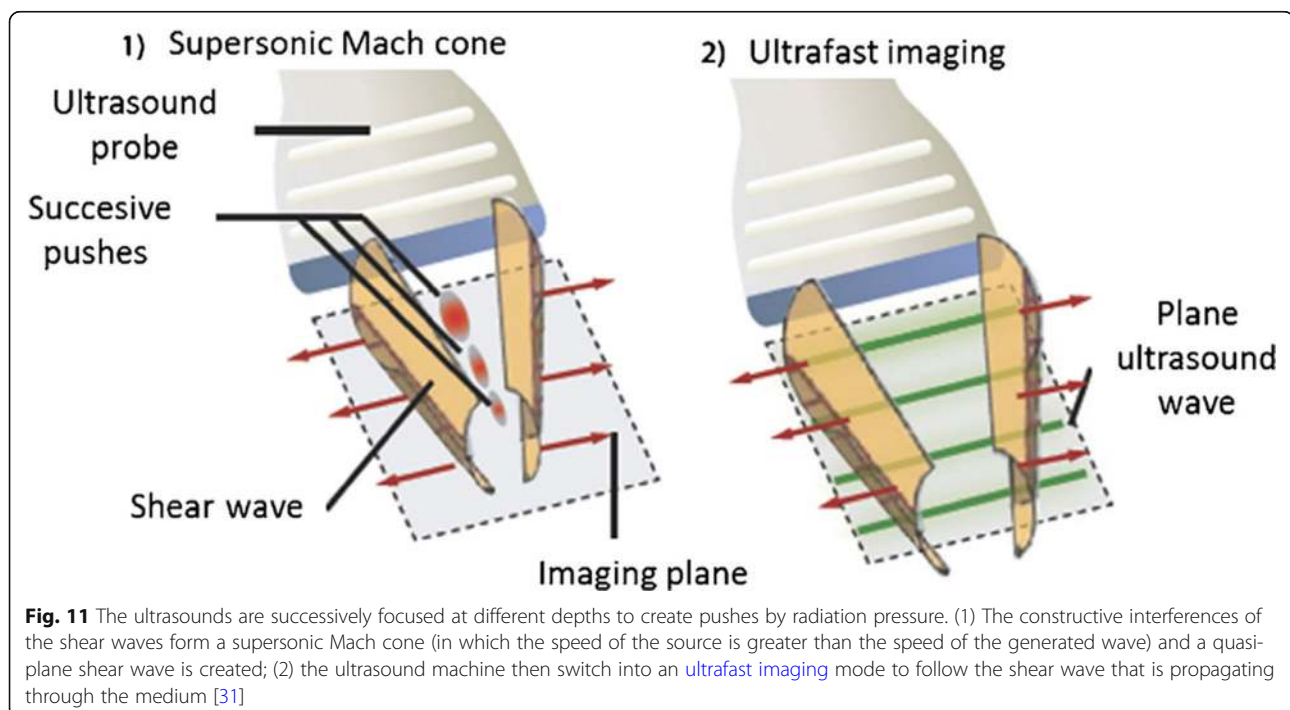 1) Supersonic Mach cone
Ultrasound
probe
Succesive
pushes
Shear wave
Imaging plane
2) Ultrafast imaging
Plane
ultrasound
wave
Fig. 11 The ultrasounds are successively focused at different depths to create pushes by radiation pressure. (1) The constructive interferences of
the shear waves form a supersonic Mach cone (in which the speed of the source is greater than the speed of the generated wave) and a quasi-
plane shear wave is created; (2) the ultrasound machine then switch into an ultrafast imaging mode to follow the shear wave that is propagating
through the medium [31]